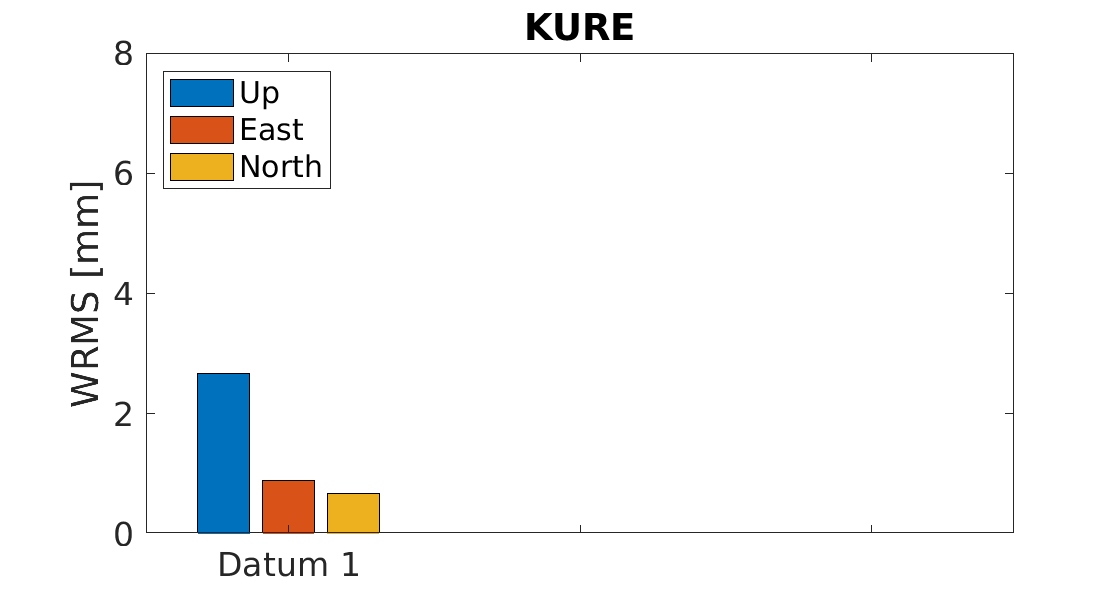 KURE
8
6
4
2
0
WRMS [mm]
Up
East
North
Datum 1